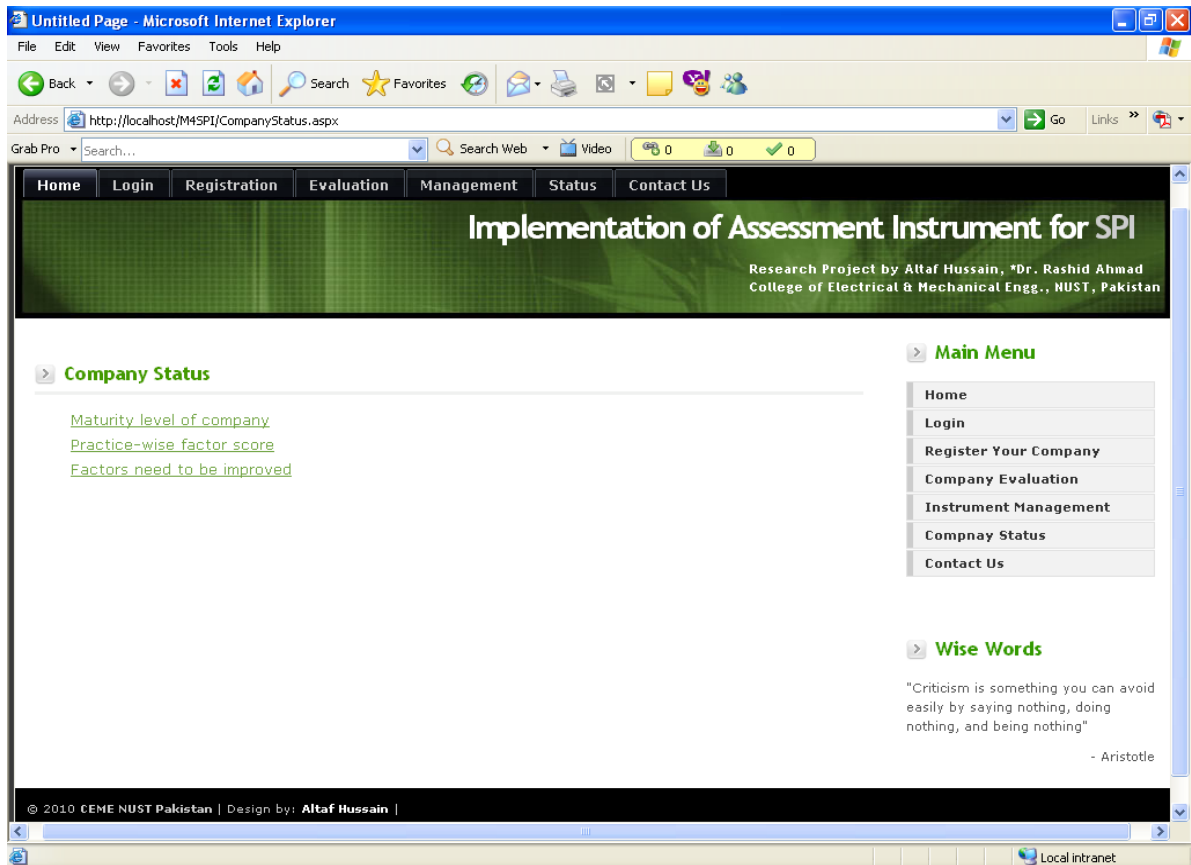 Untitled Page - Microsoft Internet Explorer
File Edit View Favorites Tools Help
Back Search Favorites
Address http://localhost/M4SPI/CompanyStatus.aspx Go Links »
Grab Pro Search... Search Web Video 0 0 0
Home Login Registration Evaluation Management Status Contact Us
Implementation of Assessment Instrument for SPI
Research Project by Altaf Hussain, *Dr. Rashid Ahmad
College of Electrical & Mechanical Engg., NUST, Pakistan
Company Status
Maturity level of company
Practice-wise factor score
Factors need to be improved
Main Menu
Home
Login
Register Your Company
Company Evaluation
Instrument Management
Compnay Status
Contact Us
Wise Words
"Criticism is something you can avoid
easily by saying nothing, doing
nothing, and being nothing"
- Aristotle
© 2010 CEME NUST Pakistan | Design by: Altaf Hussain |
Local intranet